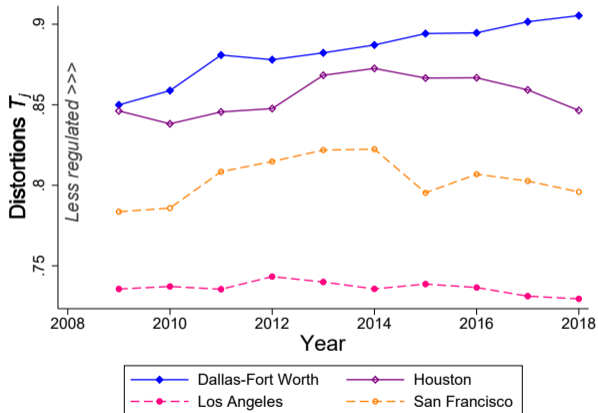 .9
.85
.8
.75
Distortions Tj
Less regulated >>>
2008 2010 2012 2014 2016 2018
Year
Dallas-Fort Worth Houston
Los Angeles San Francisco